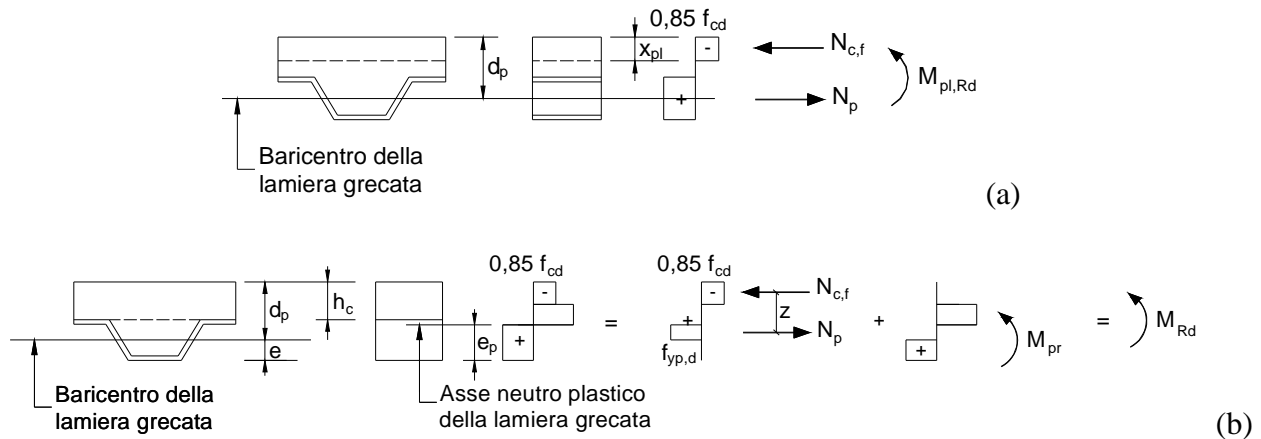 0,85 f_cd
d_p
x_pl
-
+
N_c,f
N_p
M_pl,Rd
Baricentro della
lamiera grecata
(a)
d_p
e
h_c
e_p
0,85 f_cd
-
+
=
0,85 f_cd
-
+
f_yp,d
z
N_c,f
N_p
+
+
M_pr
=
M_Rd
Baricentro della
lamiera grecata
Asse neutro plastico
della lamiera grecata
(b)